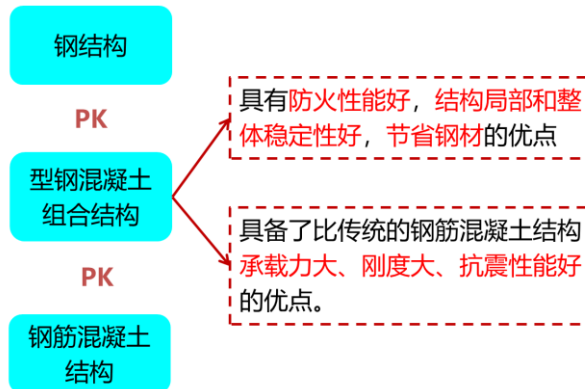 钢结构
PK
型钢混凝土
组合结构
PK
钢筋混凝土
结构
具有防火性能好，结构局部和整
体稳定性好，节省钢材的优点
具备了比传统的钢筋混凝土结构
承载力大、刚度大、抗震性能好
的优点。